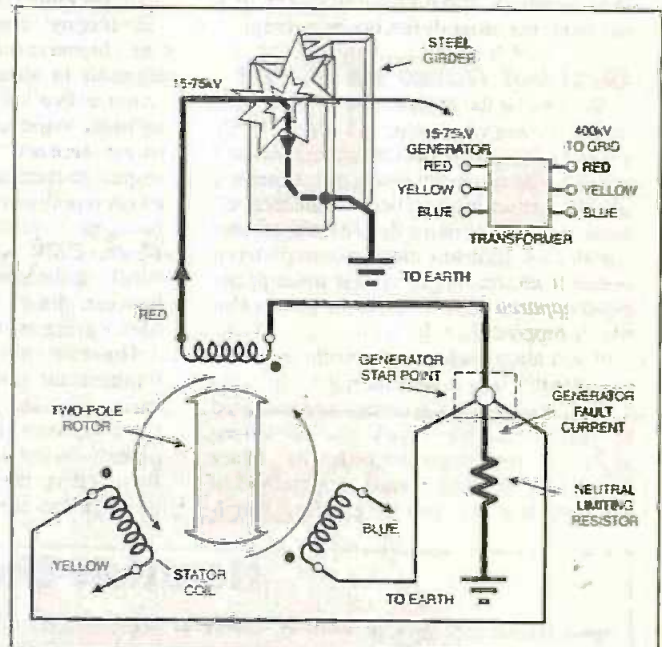 STEEL
GIRDER
15-75kV
15-75kV
GENERATOR
400kV
TO GRID
RED
RED
YELLOW
YELLOW
BLUE
BLUE
TRANSFORMER
TO EARTH
RED
GENERATOR
STAR POINT
TWO-POLE
ROTOR
GENERATOR
FAULT
CURRENT
NEUTRAL
LIMITING
RESISTOR
BLUE
YELLOW
STATOR
COIL
TO EARTH